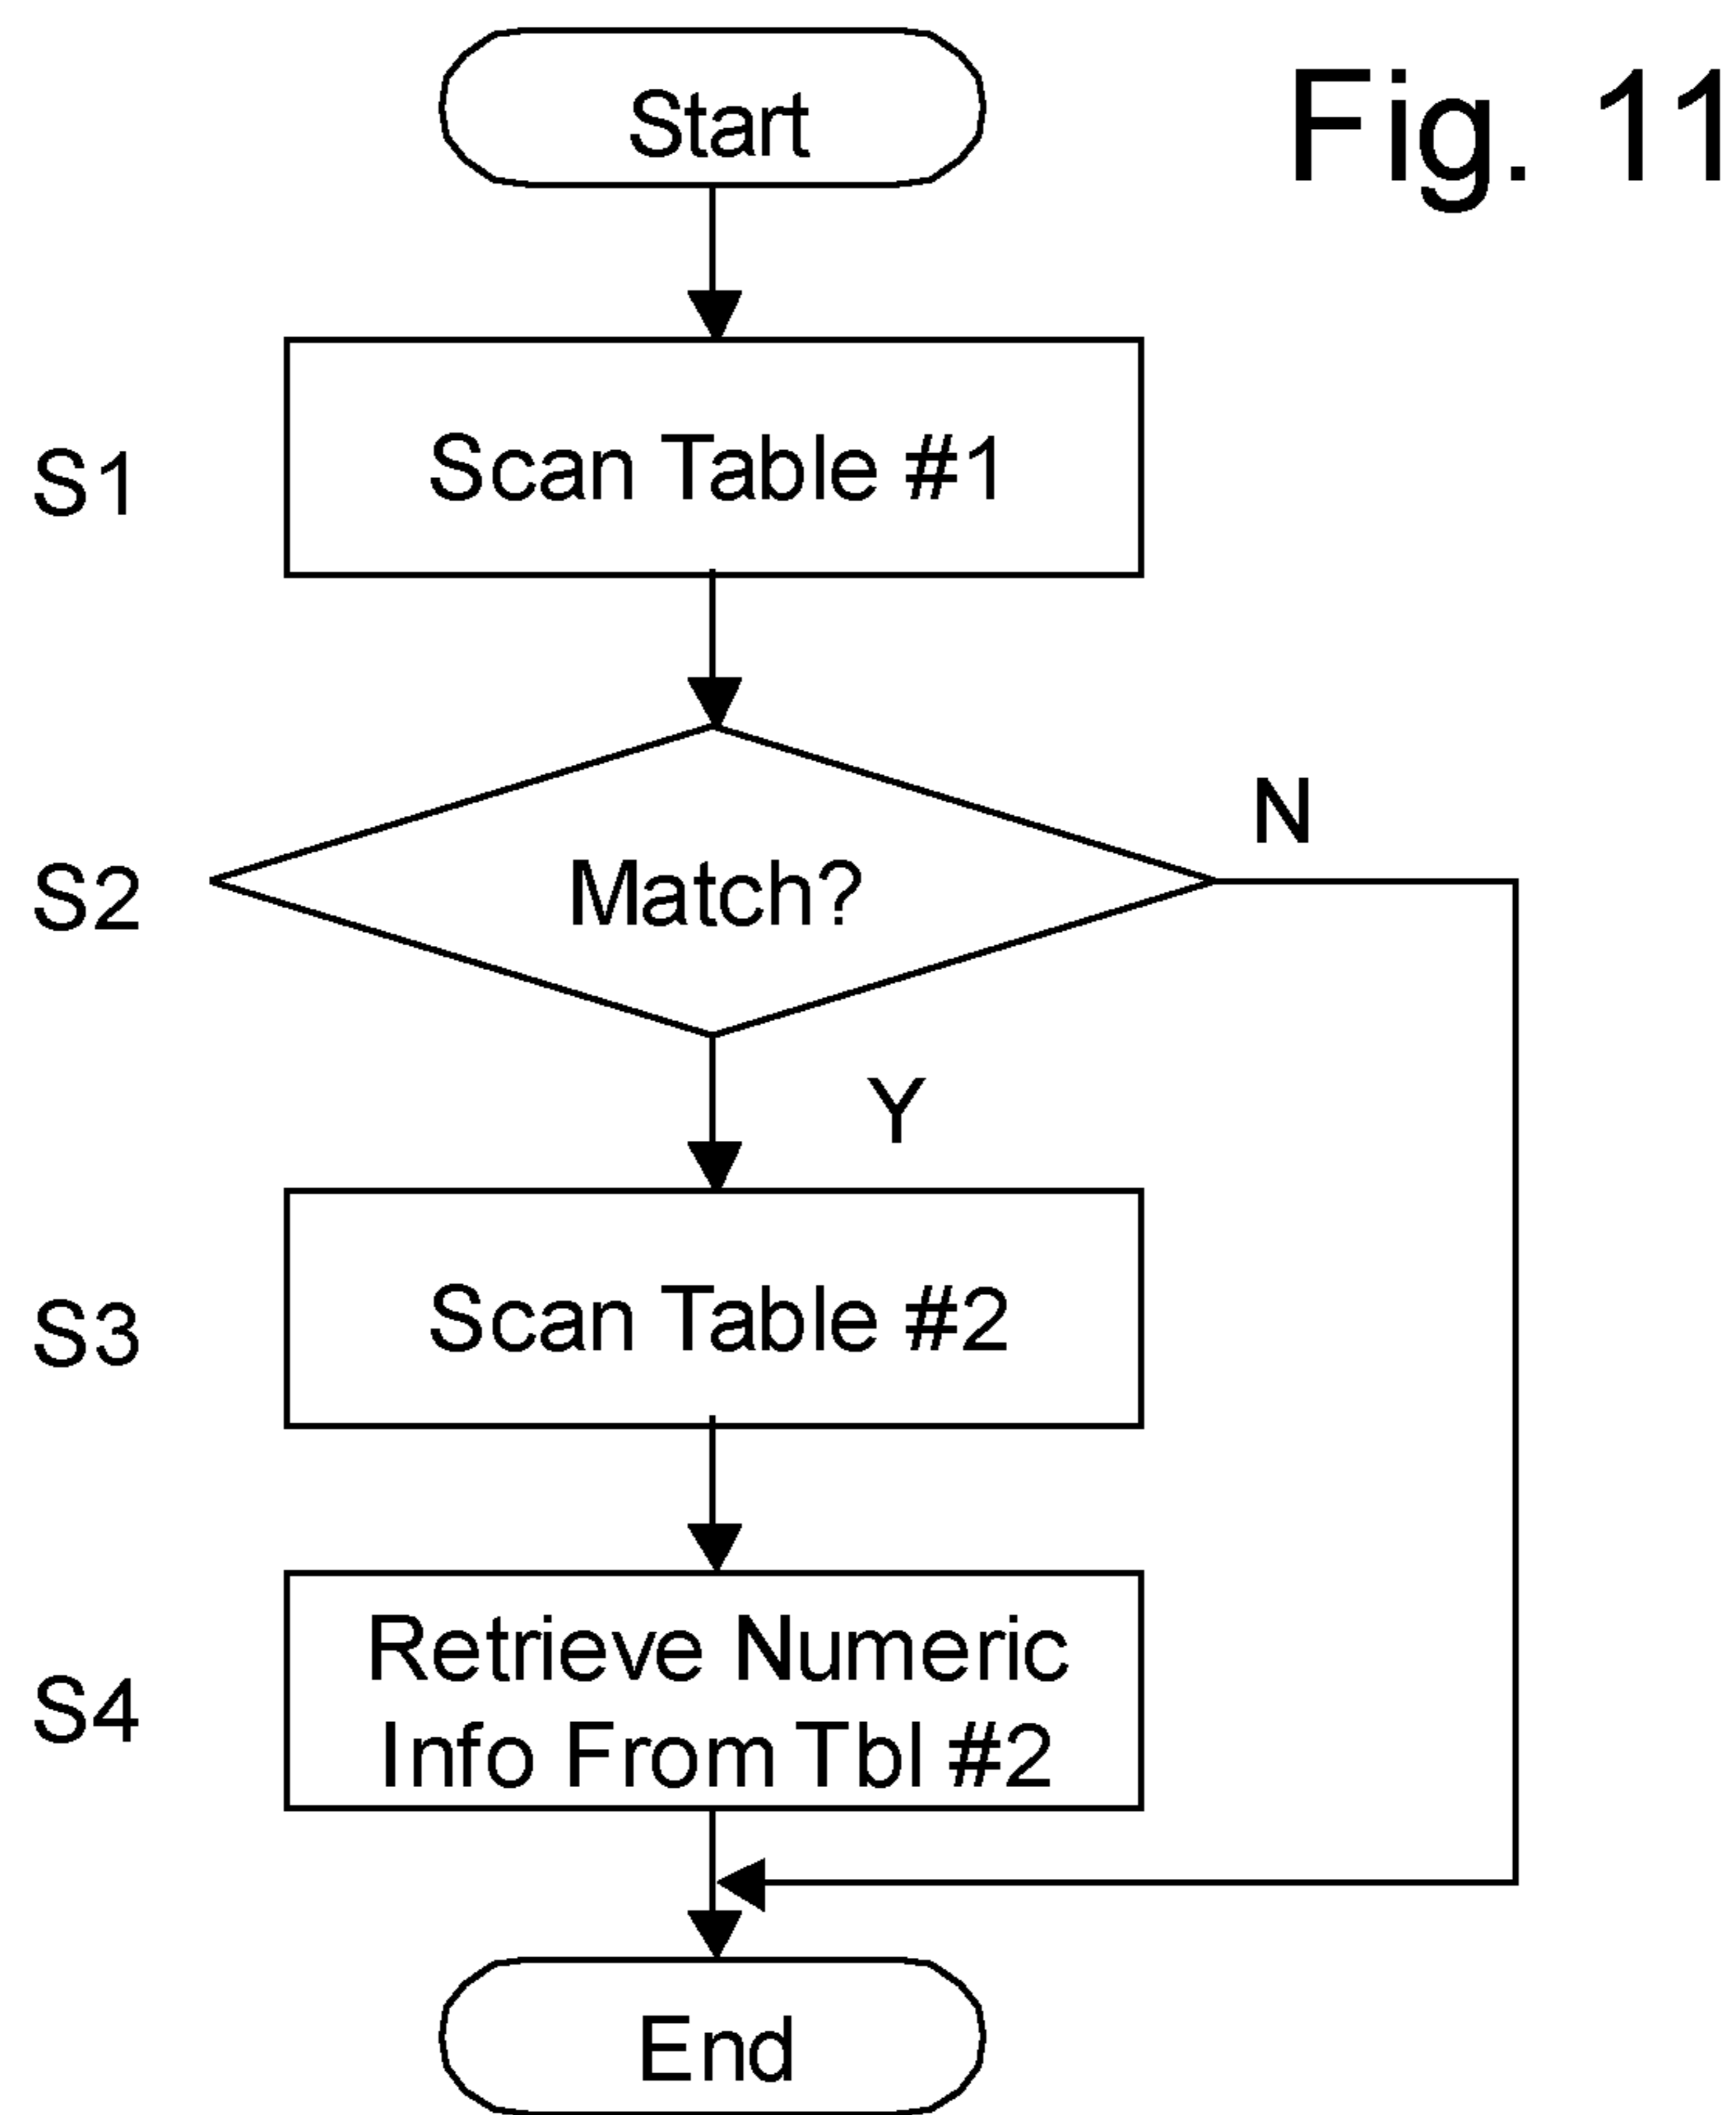 Fig. 11
Start
S1
Scan Table #1
S2
Match?
N
Y
S3
Scan Table #2
S4
Retrieve Numeric
Info From Tbl #2
End